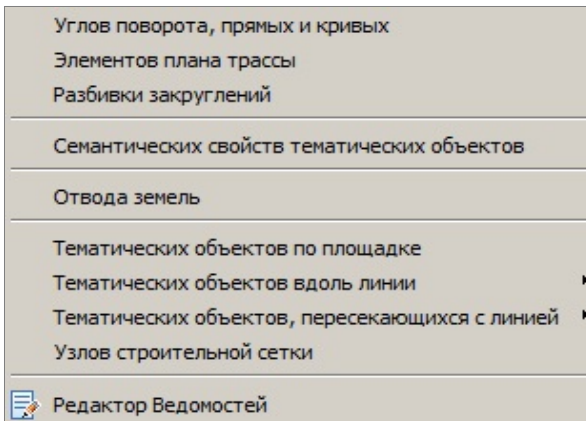 Углов поворота, прямых и кривых
Элементов плана трассы
Разбивки закруглений
Семантических свойств тематических объектов
Отвода земель
Тематических объектов по площадке
Тематических объектов вдоль линии
Тематических объектов, пересекающихся с линией
Узлов строительной сетки
Редактор Ведомостей